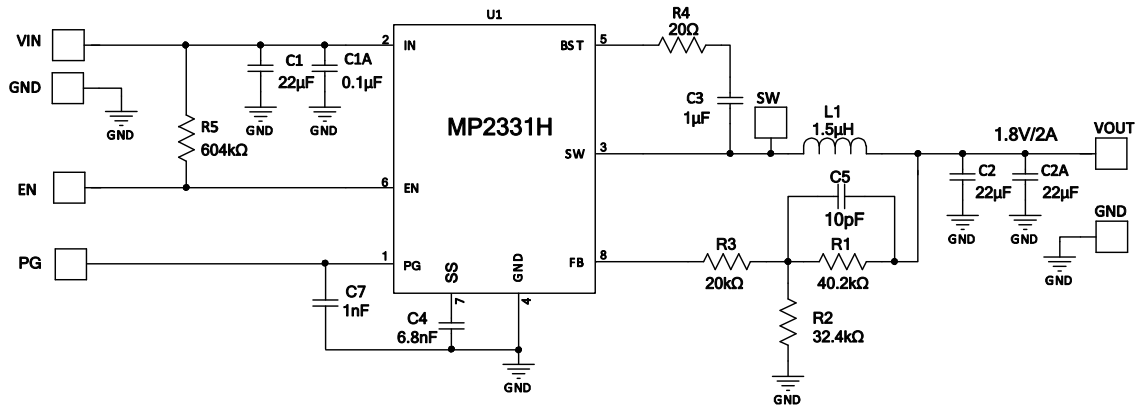 U1
MP2331H
VIN
GND
GND
2
IN
C1
22µF
GND
C1A
0.1µF
GND
R5
604kΩ
EN
6
EN
PG
1
PG
C7
1nF
SS
7
C4
6.8nF
GND
4
GND
BST
5
R4
20Ω
C3
1µF
SW
SW
3
L1
1.5µH
1.8V/2A
VOUT
C2
22µF
GND
C2A
22µF
GND
GND
GND
C5
10pF
FB
8
R3
20kΩ
R1
40.2kΩ
R2
32.4kΩ
GND